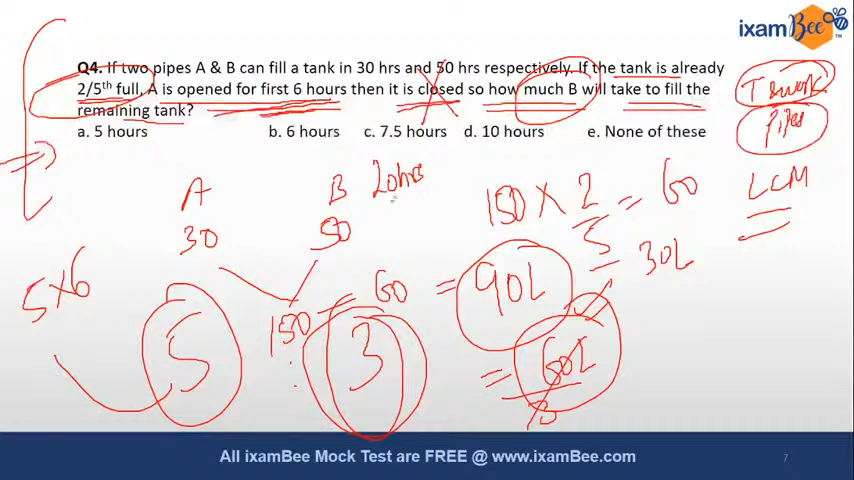 ixamBee
TM
Q4. If two pipes A & B can fill a tank in 30 hrs and 50 hrs respectively. If the tank is already
2/5th full, A is opened for first 6 hours then it is closed so how much B will take to fill the
remaining tank?
a. 5 hours b. 6 hours c. 7.5 hours d. 10 hours e. None of these
T & work
Pipes
LCM
A B 20hrs
30 50
150 × 2/5 = 60
5×6
150 - 60 = 90L
- 30L
= 60L
3
5 3
All ixamBee Mock Test are FREE @ www.ixamBee.com
7